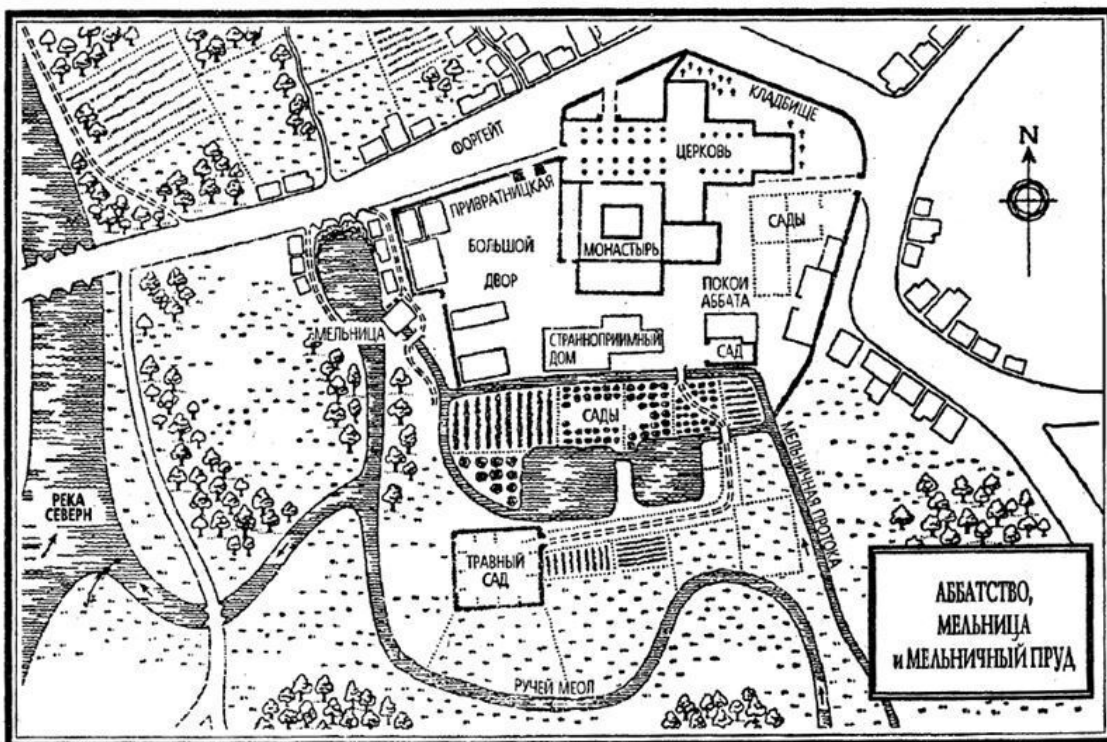 КЛАДБИЩЕ
N
ФОРГЕЙТ
ЦЕРКОВЬ
ПРИВРАТНИЦКАЯ
САДЫ
БОЛЬШОЙ
ДВОР
МОНАСТЫРЬ
ПОКОИ
АББАТА
МЕЛЬНИЦА
СТРАННОПРИИМНЫЙ
ДОМ
САД
САДЫ
МЕЛЬНИЧНАЯ ПРОТОКА
РЕКА
СЕВЕРН
ТРАВНЫЙ
САД
РУЧЕЙ МЕОЛ
АББАТСТВО,
МЕЛЬНИЦА
и МЕЛЬНИЧНЫЙ ПРУД